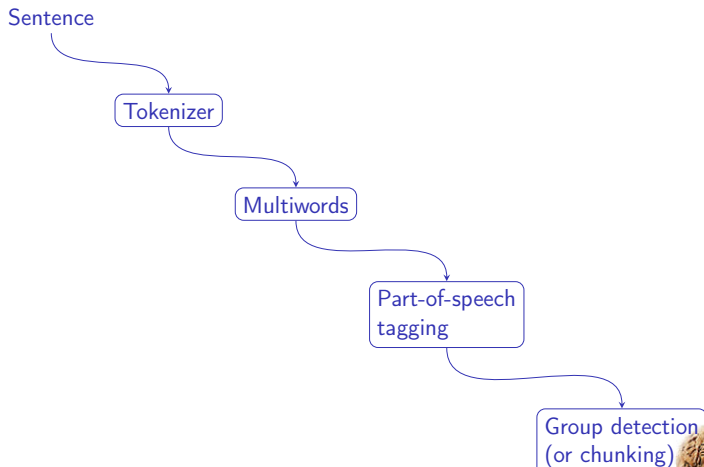 Sentence
Tokenizer
Multiwords
Part-of-speech
tagging
Group detection
(or chunking)